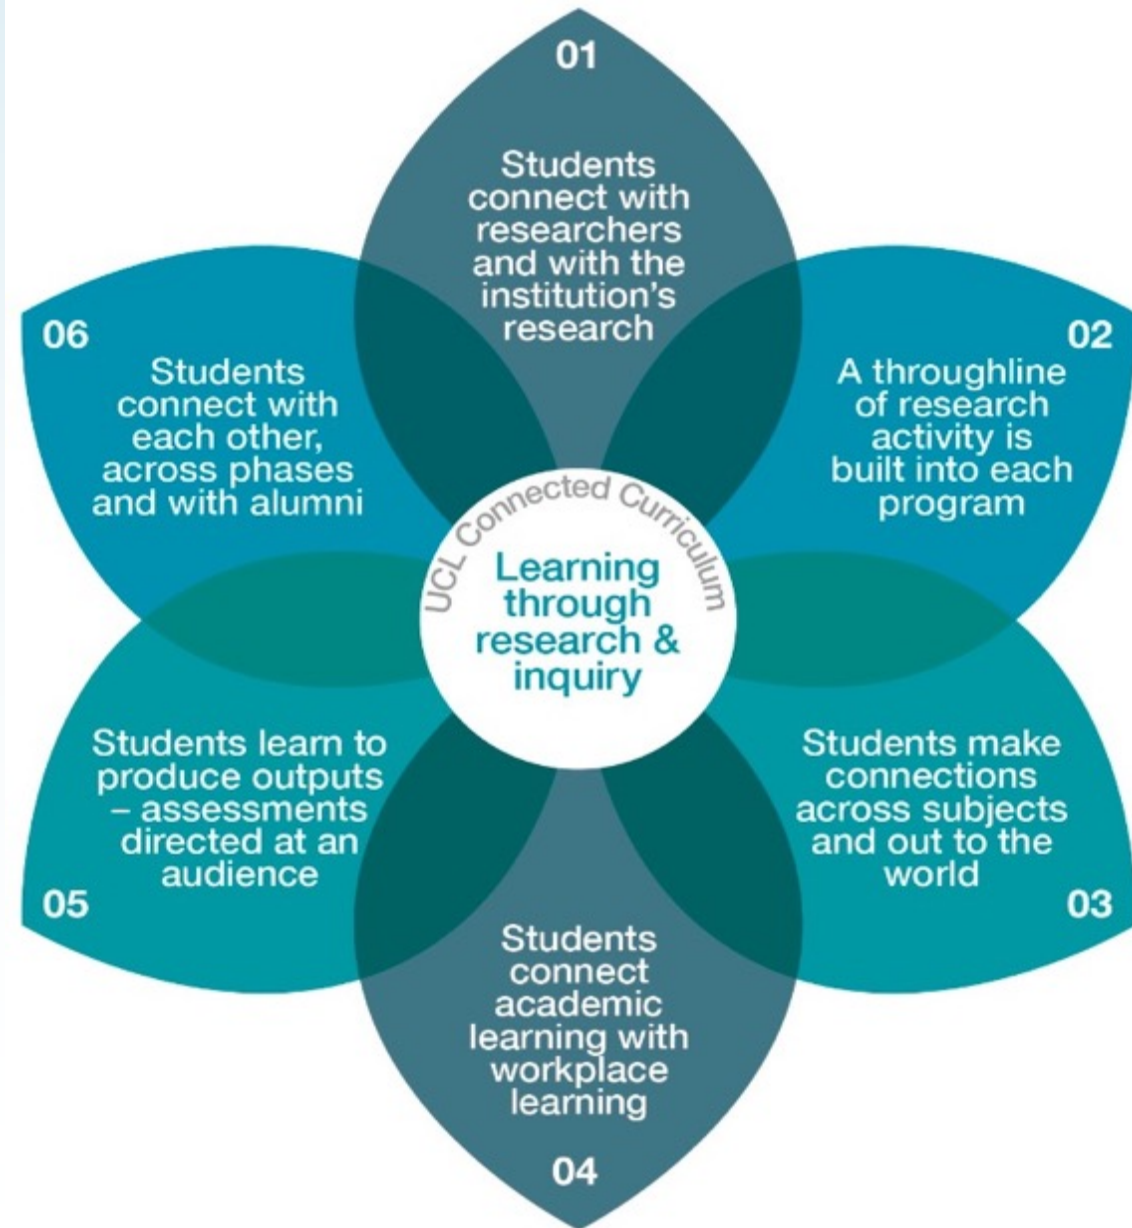 01
Students
connect with
researchers
and with the
institution's
research
02
A throughline
of research
activity is
built into each
program
03
Students make
connections
across subjects
and out to the
world
04
Students
connect
academic
learning with
workplace
learning
05
Students learn to
produce outputs
– assessments
directed at an
audience
06
Students
connect with
each other,
across phases
and with alumni
UCL Connected Curriculum
Learning
through
research &
inquiry